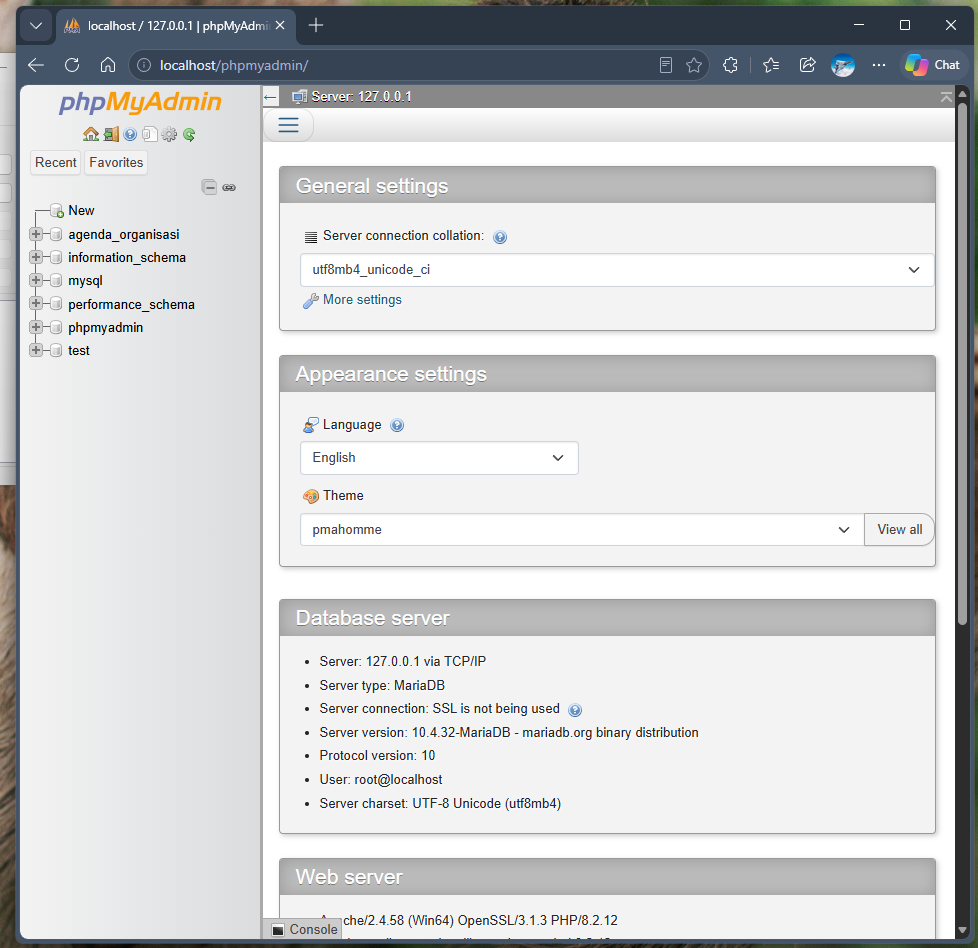 localhost / 127.0.0.1 | phpMyAdmi
localhost/phpmyadmin/
Chat
phpMyAdmin
Server: 127.0.0.1
Recent
Favorites
New
agenda_organisasi
information_schema
mysql
performance_schema
phpmyadmin
test
General settings
Server connection collation:
utf8mb4_unicode_ci
More settings
Appearance settings
Language
English
Theme
pmahomme
View all
Database server
Server: 127.0.0.1 via TCP/IP
Server type: MariaDB
Server connection: SSL is not being used
Server version: 10.4.32-MariaDB - mariadb.org binary distribution
Protocol version: 10
User: root@localhost
Server charset: UTF-8 Unicode (utf8mb4)
Web server
Apache/2.4.58 (Win64) OpenSSL/3.1.3 PHP/8.2.12
Console